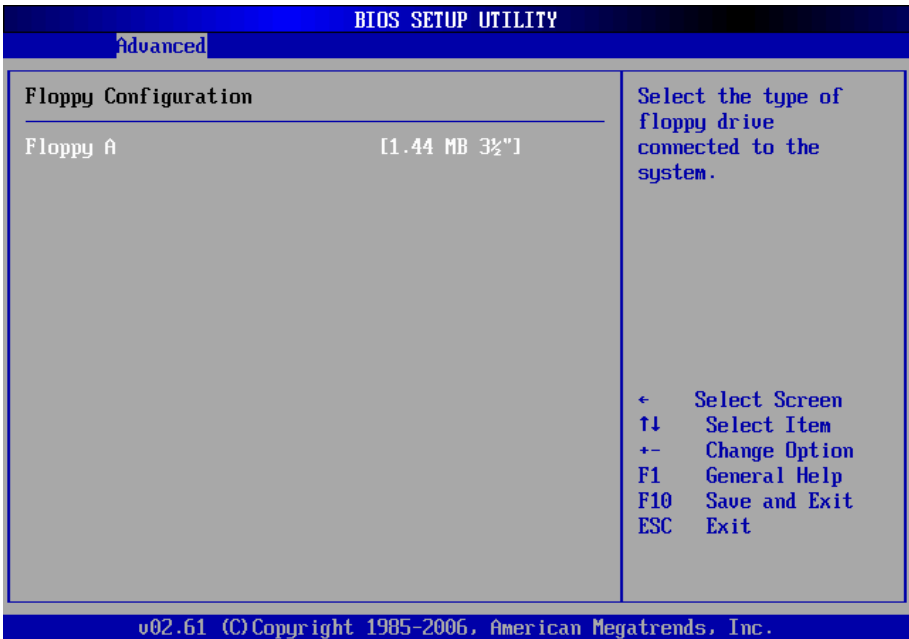 BIOS SETUP UTILITY
Advanced
Floppy Configuration
Floppy A [1.44 MB 3½"]
Select the type of
floppy drive
connected to the
system.
← Select Screen
↑↓ Select Item
+- Change Option
F1 General Help
F10 Save and Exit
ESC Exit
v02.61 (C)Copyright 1985-2006, American Megatrends, Inc.